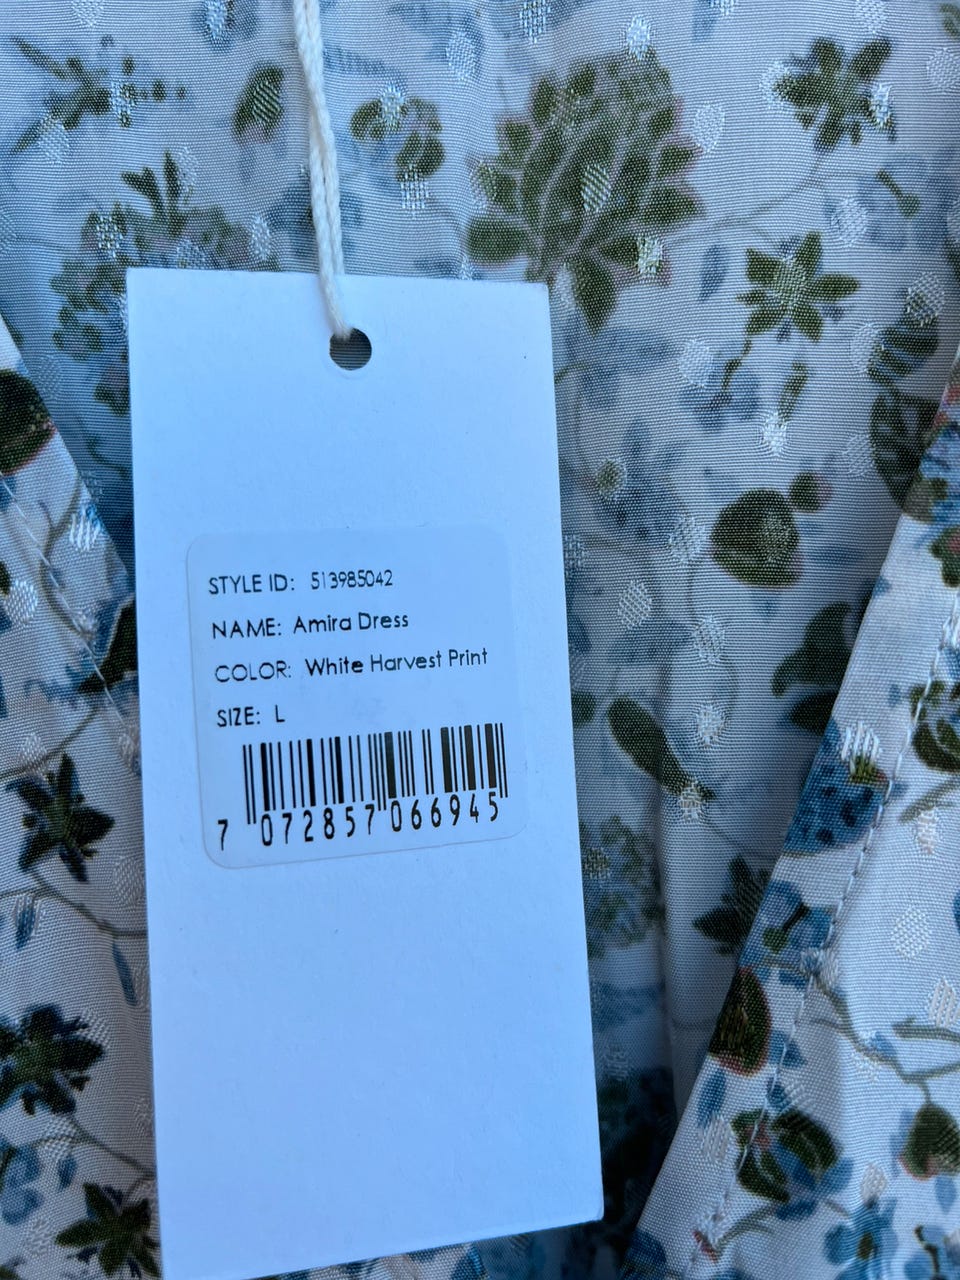 STYLE ID: 513985042
NAME: Amira Dress
COLOR: White Harvest Print
SIZE: L
7 072857 066945